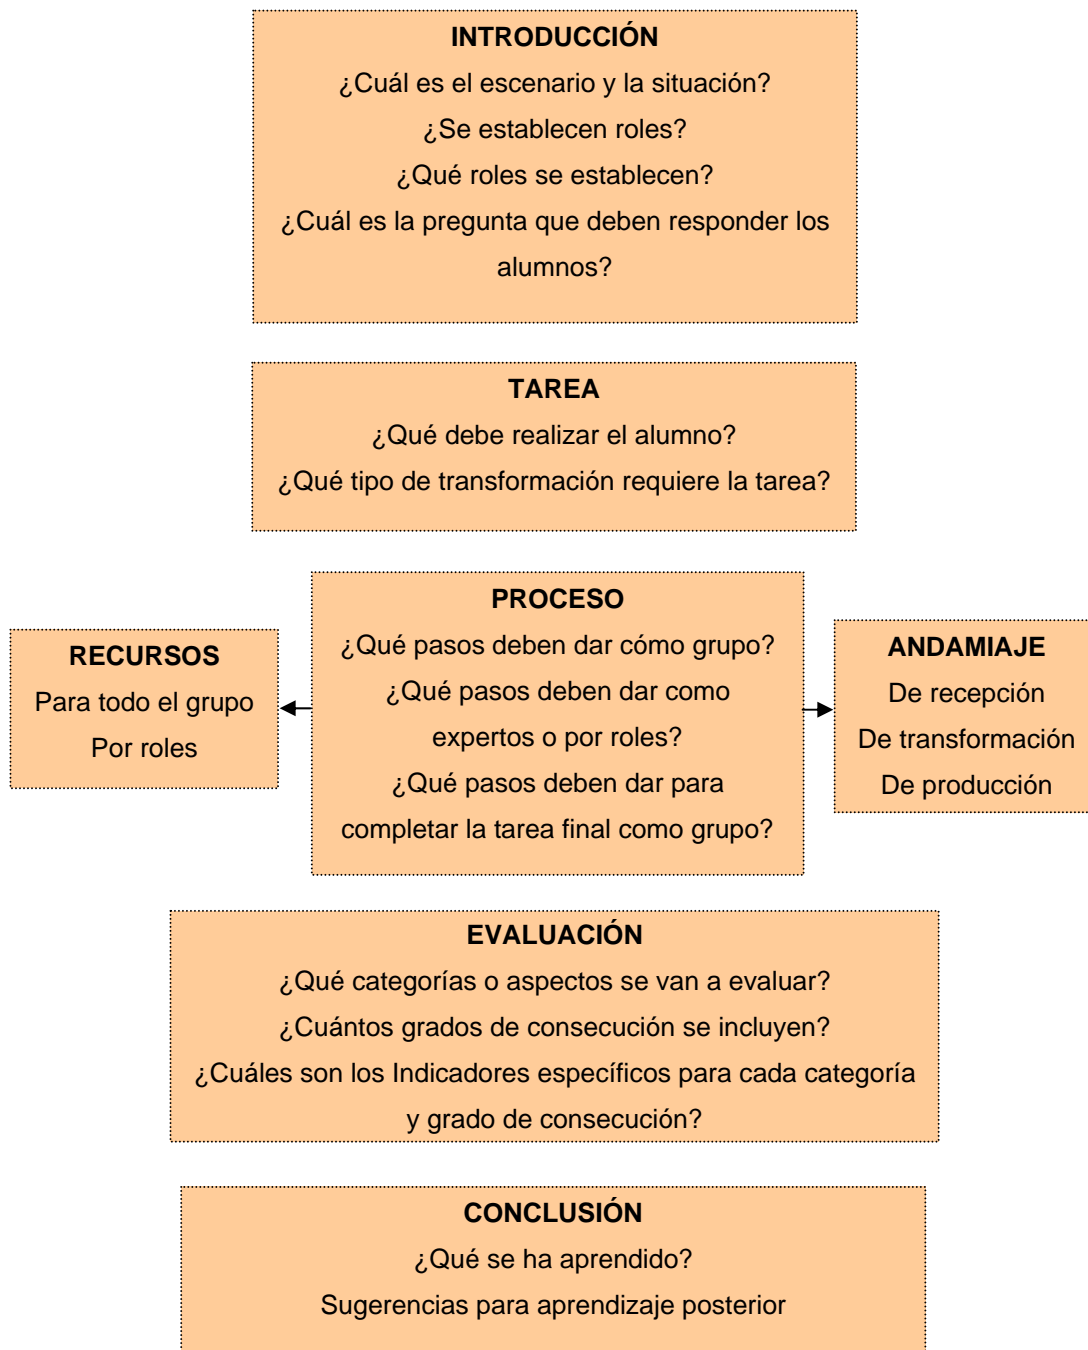 INTRODUCCIÓN
¿Cuál es el escenario y la situación?
¿Se establecen roles?
¿Qué roles se establecen?
¿Cuál es la pregunta que deben responder los
alumnos?
TAREA
¿Qué debe realizar el alumno?
¿Qué tipo de transformación requiere la tarea?
RECURSOS
Para todo el grupo
Por roles
PROCESO
¿Qué pasos deben dar cómo grupo?
¿Qué pasos deben dar como
expertos o por roles?
¿Qué pasos deben dar para
completar la tarea final como grupo?
ANDAMIAJE
De recepción
De transformación
De producción
EVALUACIÓN
¿Qué categorías o aspectos se van a evaluar?
¿Cuántos grados de consecución se incluyen?
¿Cuáles son los Indicadores específicos para cada categoría
y grado de consecución?
CONCLUSIÓN
¿Qué se ha aprendido?
Sugerencias para aprendizaje posterior